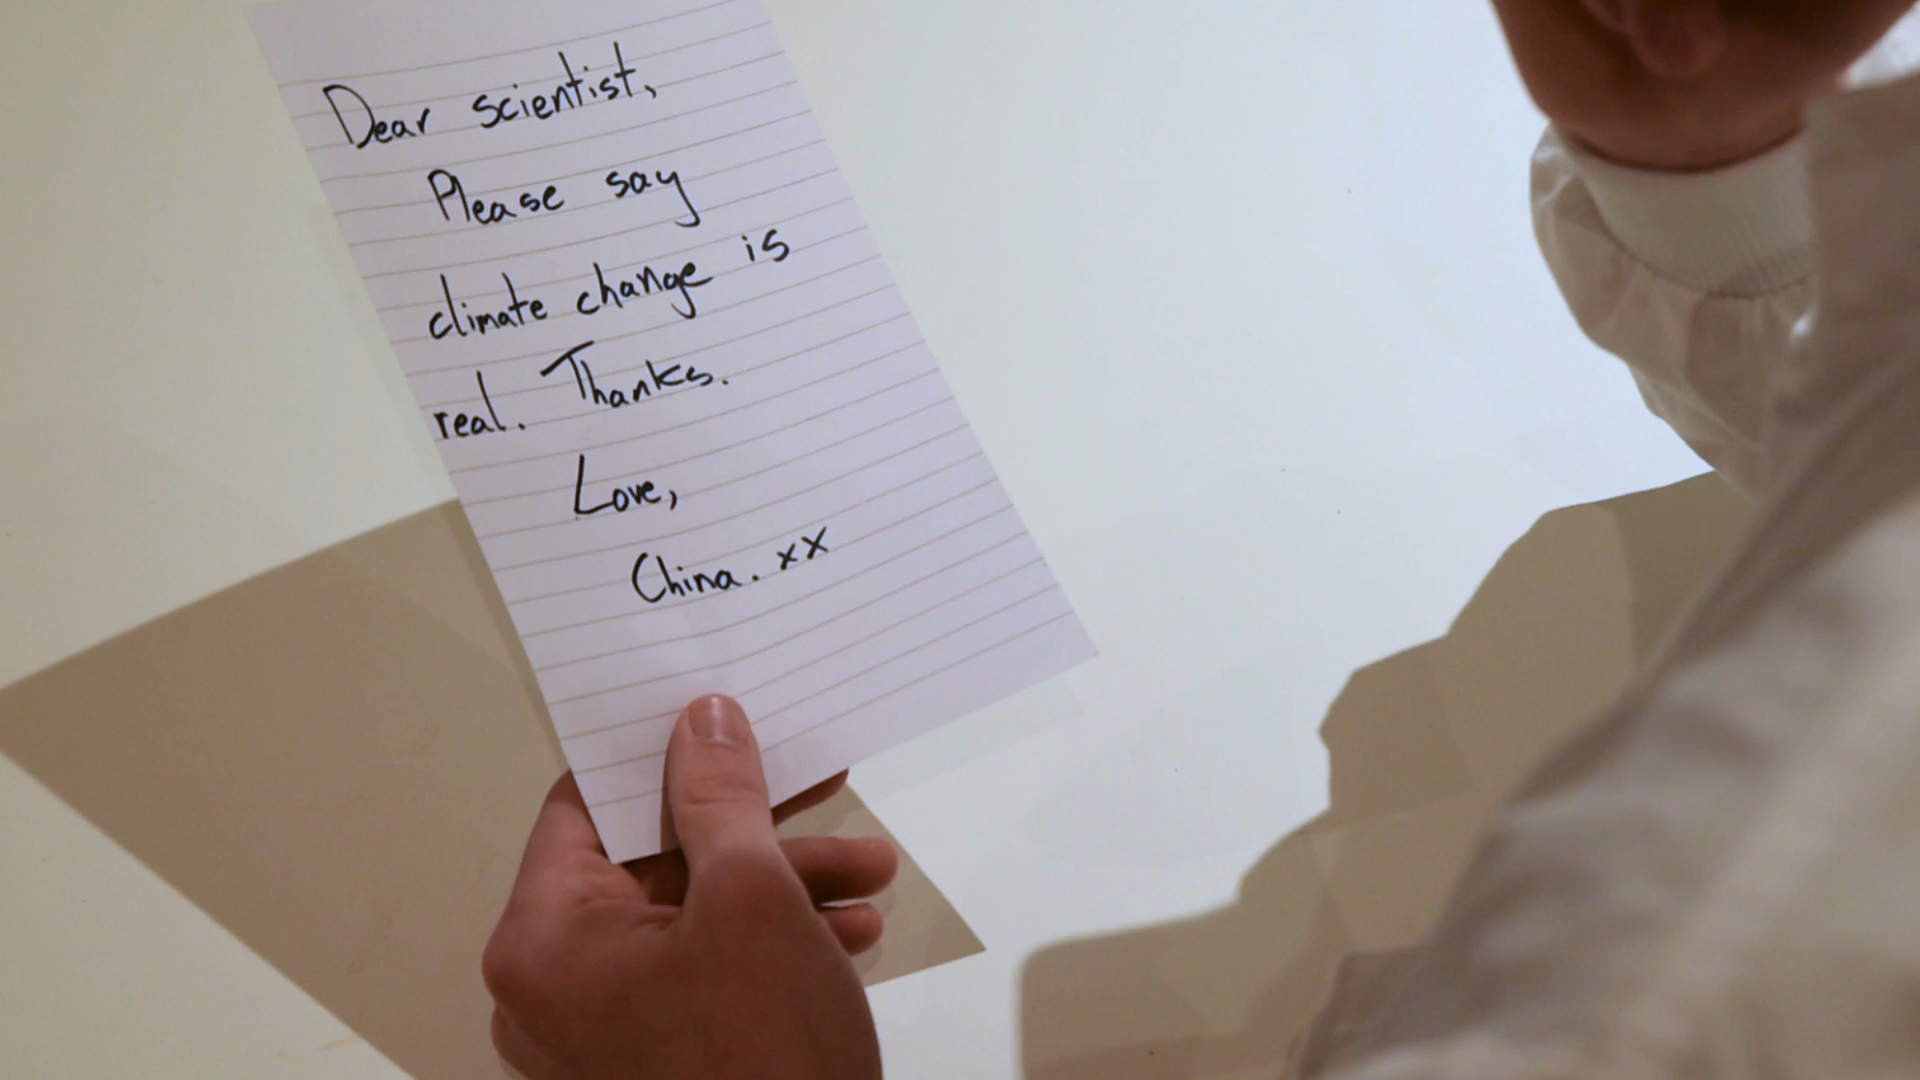 Dear scientist,
Please say
climate change is
real. Thanks.
Love,
China. xx